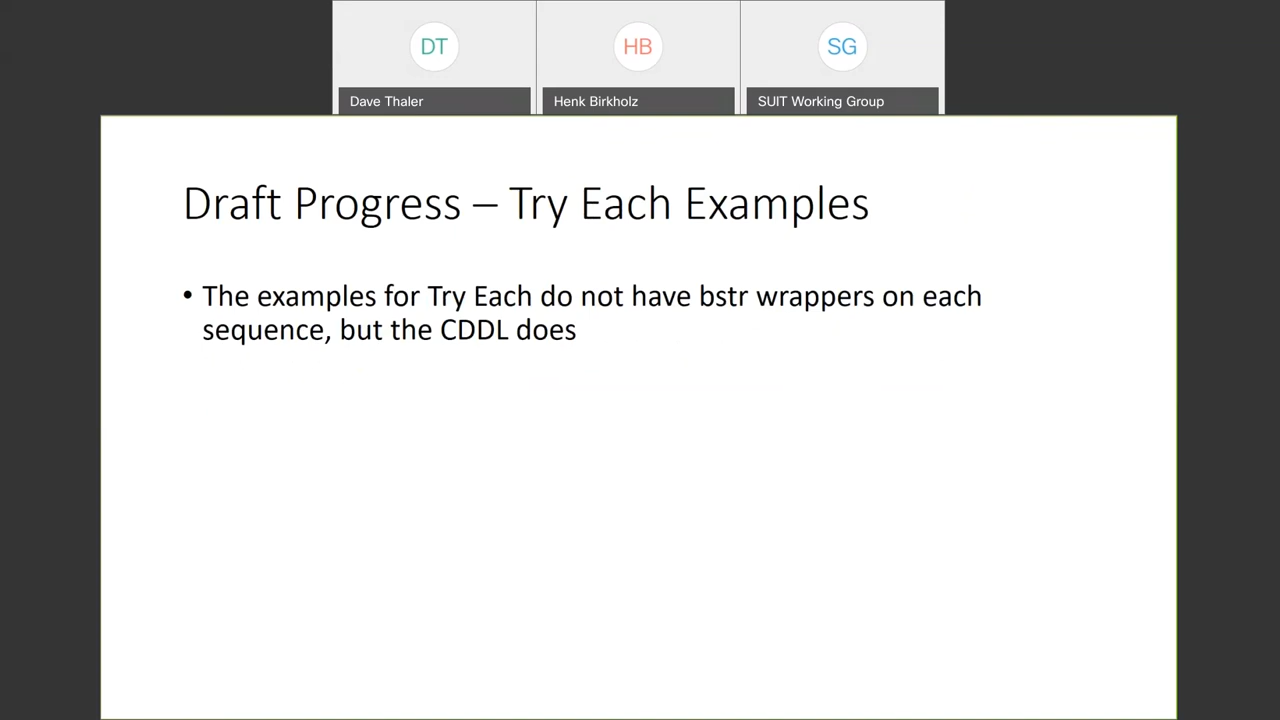 DT
HB
SG
Dave Thaler
Henk Birkholz
SUIT Working Group
Draft Progress – Try Each Examples
• The examples for Try Each do not have bstr wrappers on each
sequence, but the CDDL does